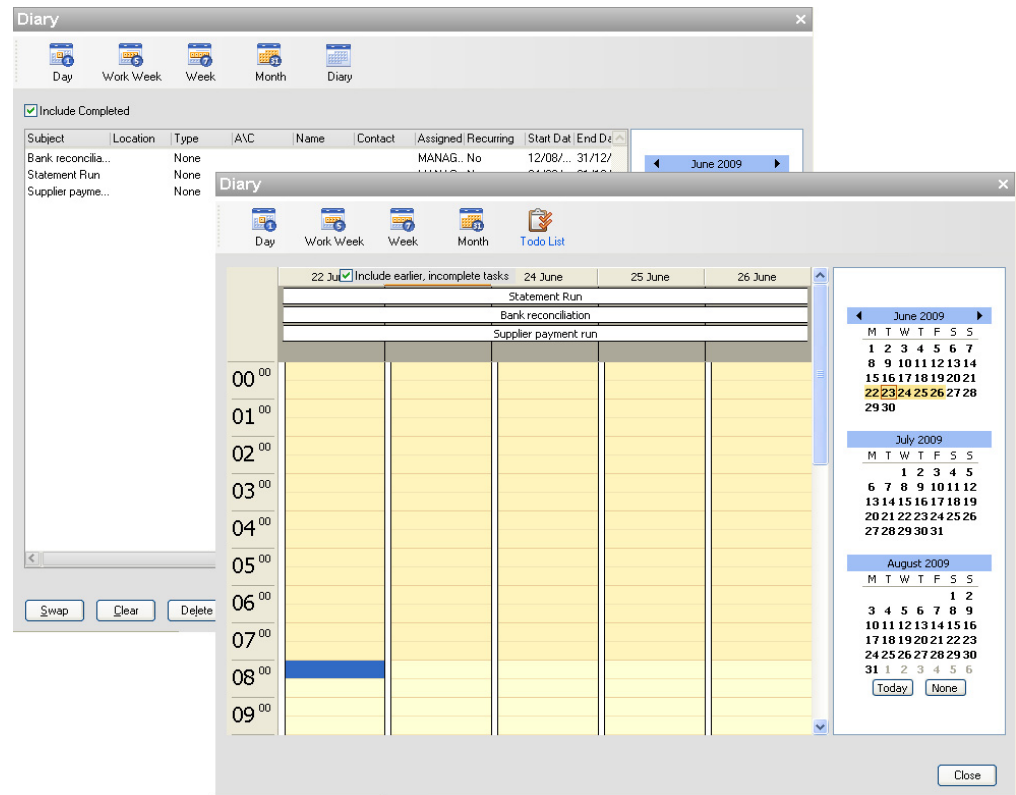 Diary
Day Work Week Week Month Diary
Include Completed
Subject Location Type A\C Name Contact Assigned Recurring Start Dat End Da
Bank reconcilia... None MANAG.. No 12/08/... 31/12/
Statement Run None
Supplier payme... None
June 2009
Swap Clear Delete
Diary
Day Work Week Week Month Todo List
Include earlier, incomplete tasks
22 Ju 24 June 25 June 26 June
Statement Run
Bank reconciliation
Supplier payment run
00 00
01 00
02 00
03 00
04 00
05 00
06 00
07 00
08 00
09 00
June 2009
M T W T F S S
1 2 3 4 5 6 7
8 9 10 11 12 13 14
15 16 17 18 19 20 21
22 23 24 25 26 27 28
29 30
July 2009
M T W T F S S
1 2 3 4 5
6 7 8 9 10 11 12
13 14 15 16 17 18 19
20 21 22 23 24 25 26
27 28 29 30 31
August 2009
M T W T F S S
1 2
3 4 5 6 7 8 9
10 11 12 13 14 15 16
17 18 19 20 21 22 23
24 25 26 27 28 29 30
31 1 2 3 4 5 6
Today None
Close